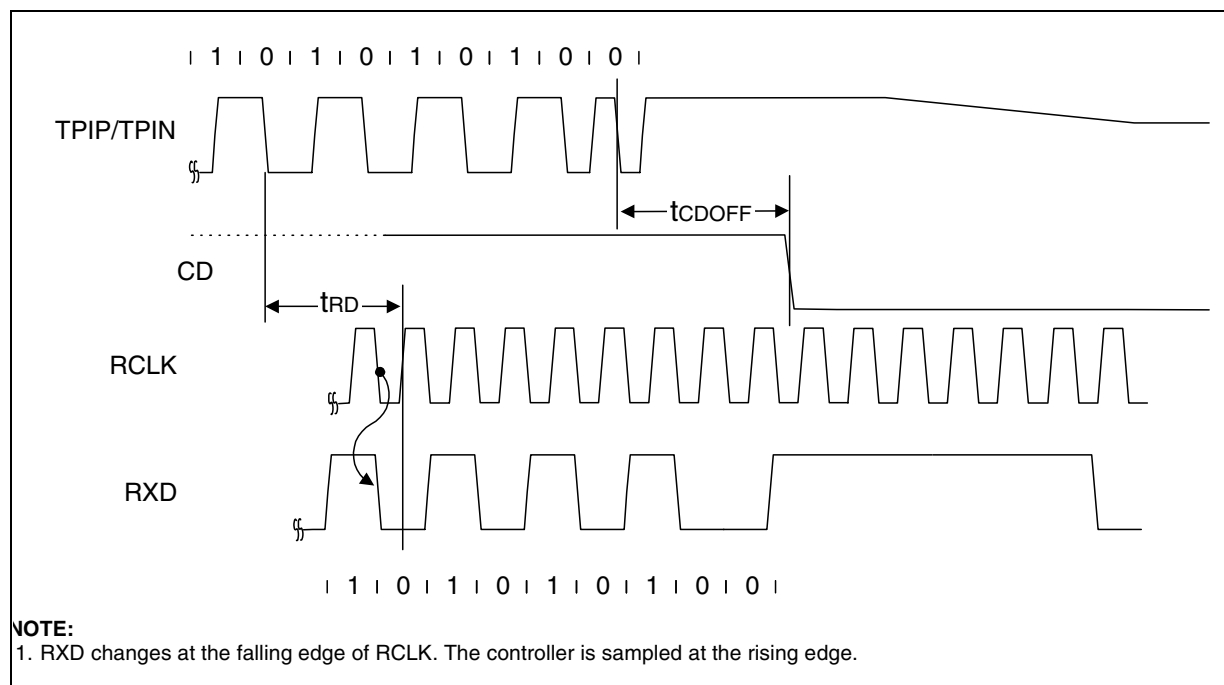 1 0 1 0 1 0 1 0 0
TPIP/TPIN
tCDOFF
CD
tRD
RCLK
RXD
1 0 1 0 1 0 1 0 0
NOTE:
1. RXD changes at the falling edge of RCLK. The controller is sampled at the rising edge.